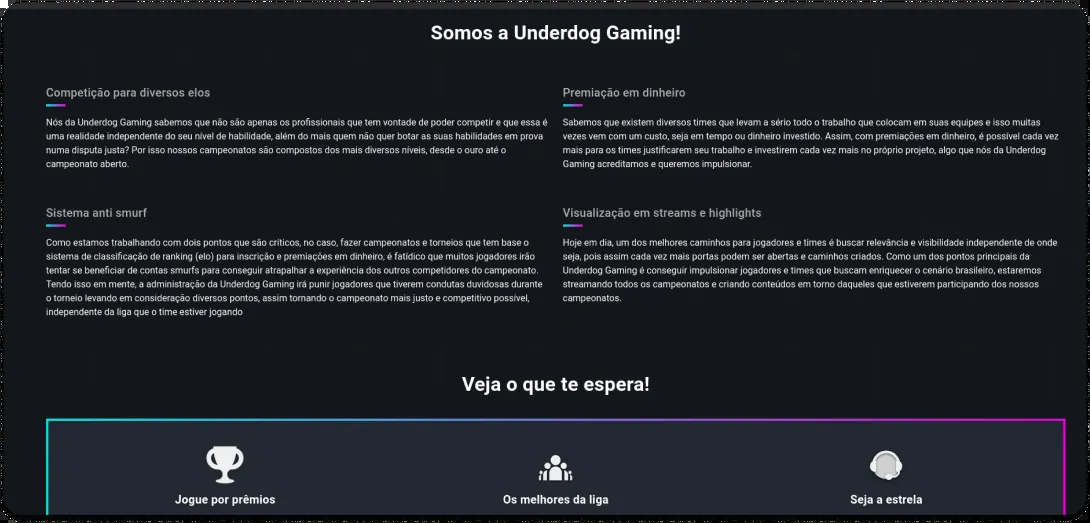 Somos a Underdog Gaming!
Competição para diversos elos
Nós da Underdog Gaming sabemos que não são apenas os profissionais que tem vontade de poder competir e que essa é
uma realidade independente do seu nível de habilidade, além do mais quem não quer botar as suas habilidades em prova
numa disputa justa? Por isso nossos campeonatos são compostos dos mais diversos níveis, desde o ouro até o
campeonato aberto.
Premiação em dinheiro
Sabemos que existem diversos times que levam a sério todo o trabalho que colocam em suas equipes e isso muitas
vezes vem com um custo, seja em tempo ou dinheiro investido. Assim, com premiações em dinheiro, é possível cada vez
mais para os times justificarem seu trabalho e investirem cada vez mais no próprio projeto, algo que nós da Underdog
Gaming acreditamos e queremos impulsionar.
Sistema anti smurf
Como estamos trabalhando com dois pontos que são críticos, no caso, fazer campeonatos e torneios que tem base o
sistema de classificação de ranking (elo) para inscrição e premiações em dinheiro, é fatídico que muitos jogadores irão
tentar se beneficiar de contas smurfs para conseguir atrapalhar a experiência dos outros competidores do campeonato.
Tendo isso em mente, a administração da Underdog Gaming irá punir jogadores que tiverem condutas duvidosas durante
o torneio levando em consideração diversos pontos, assim tornando o campeonato mais justo e competitivo possível,
independente da liga que o time estiver jogando
Visualização em streams e highlights
Hoje em dia, um dos melhores caminhos para jogadores e times é buscar relevância e visibilidade independente de onde
seja, pois assim cada vez mais portas podem ser abertas e caminhos criados. Como um dos pontos principais da
Underdog Gaming é conseguir impulsionar jogadores e times que buscam enriquecer o cenário brasileiro, estaremos
streamando todos os campeonatos e criando conteúdos em torno daqueles que estiverem participando dos nossos
campeonatos.
Veja o que te espera!
Jogue por prêmios
Os melhores da liga
Seja a estrela